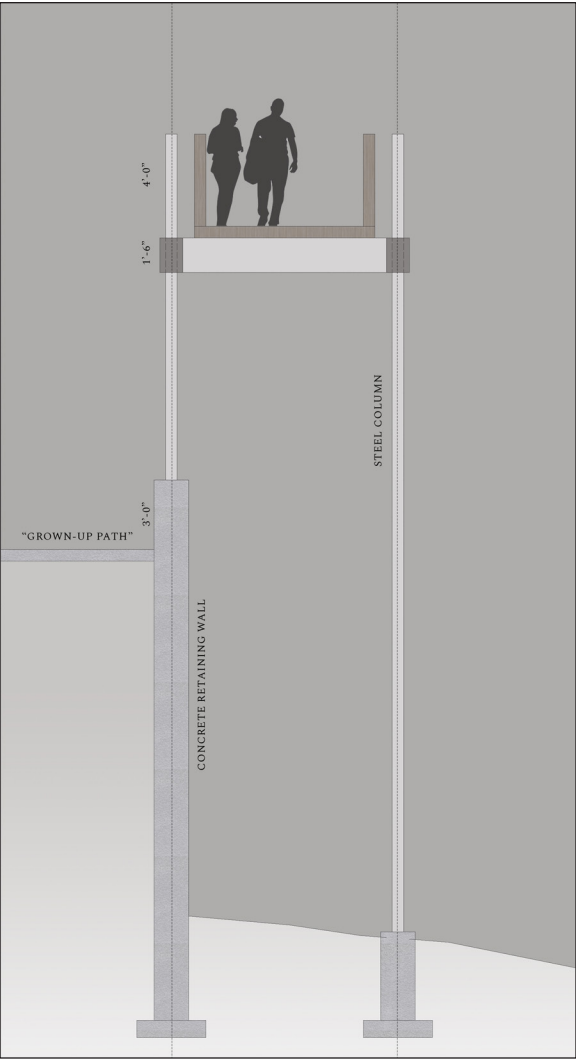 4'-0"
1'-6"
STEEL COLUMN
3'-0"
"GROWN-UP PATH"
CONCRETE RETAINING WALL